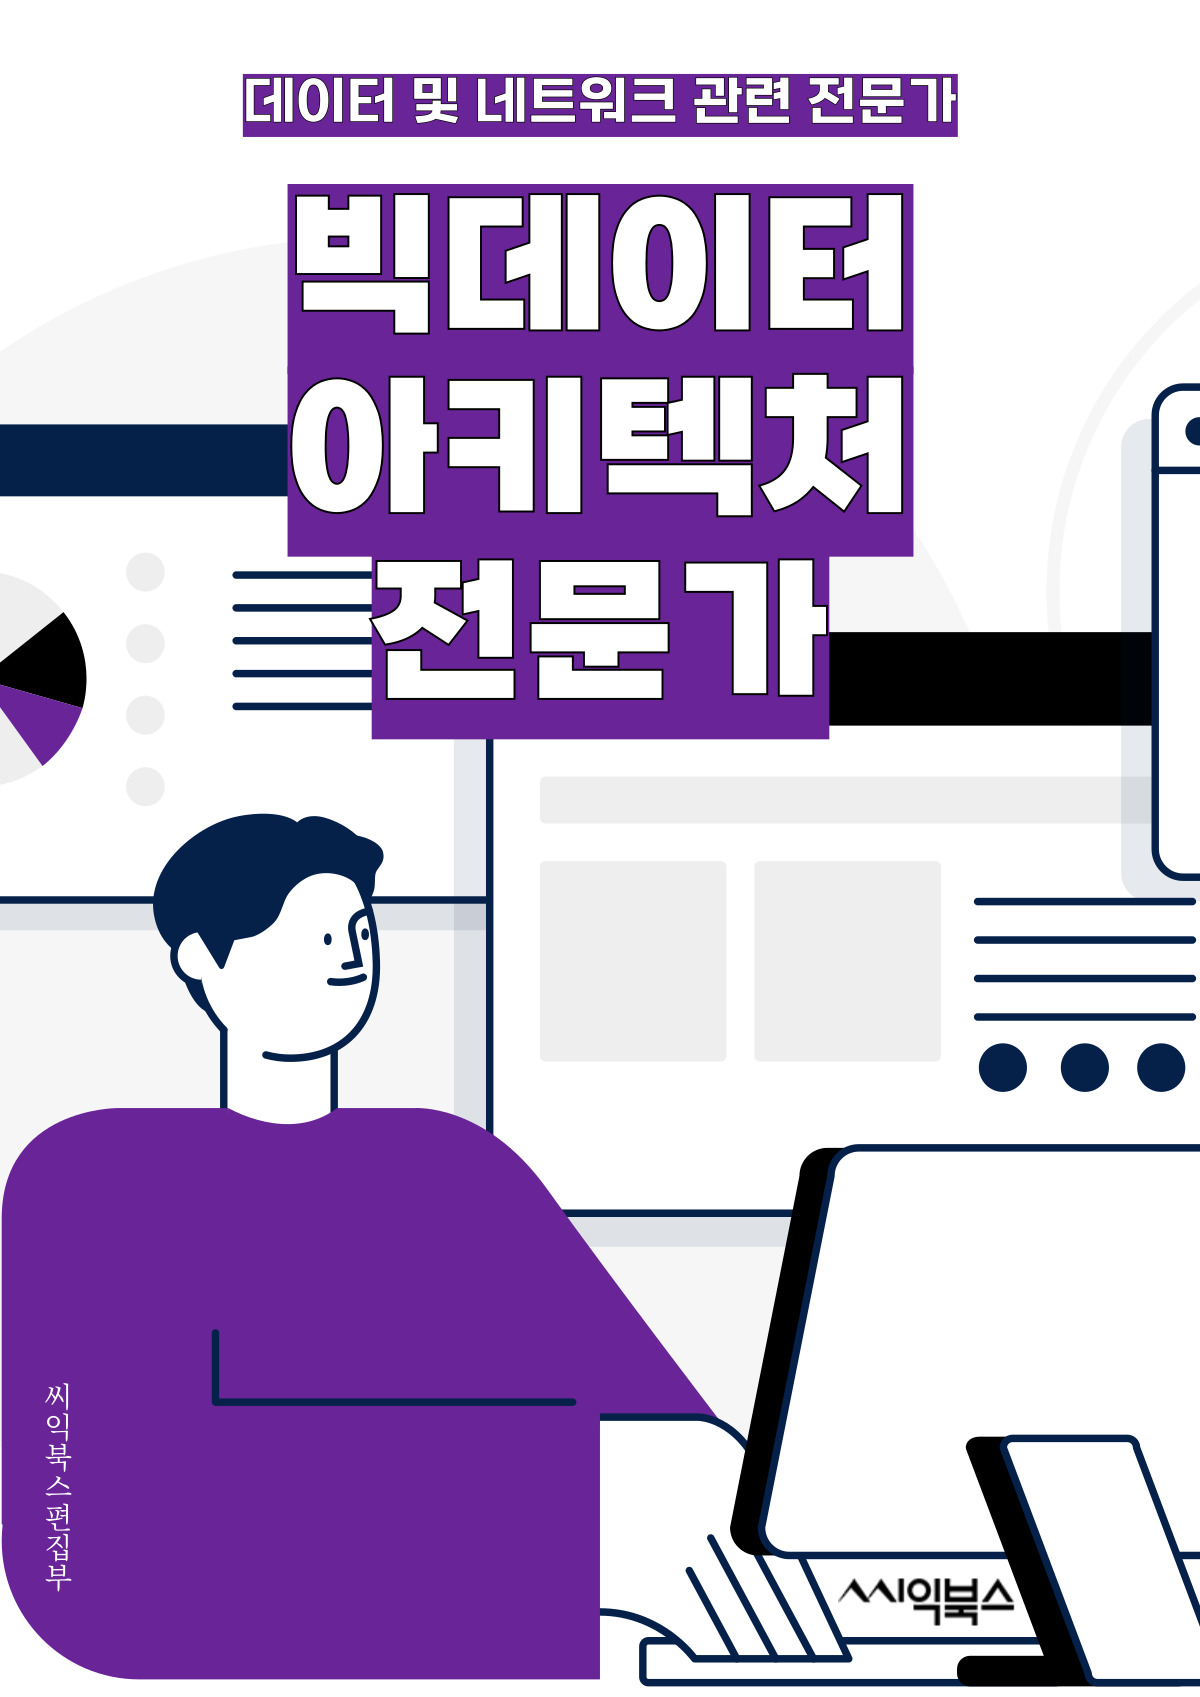 데이터 및 네트워크 관련 전문가
빅데이터
아키텍처
전문가
씨익북스편집부
씨익북스